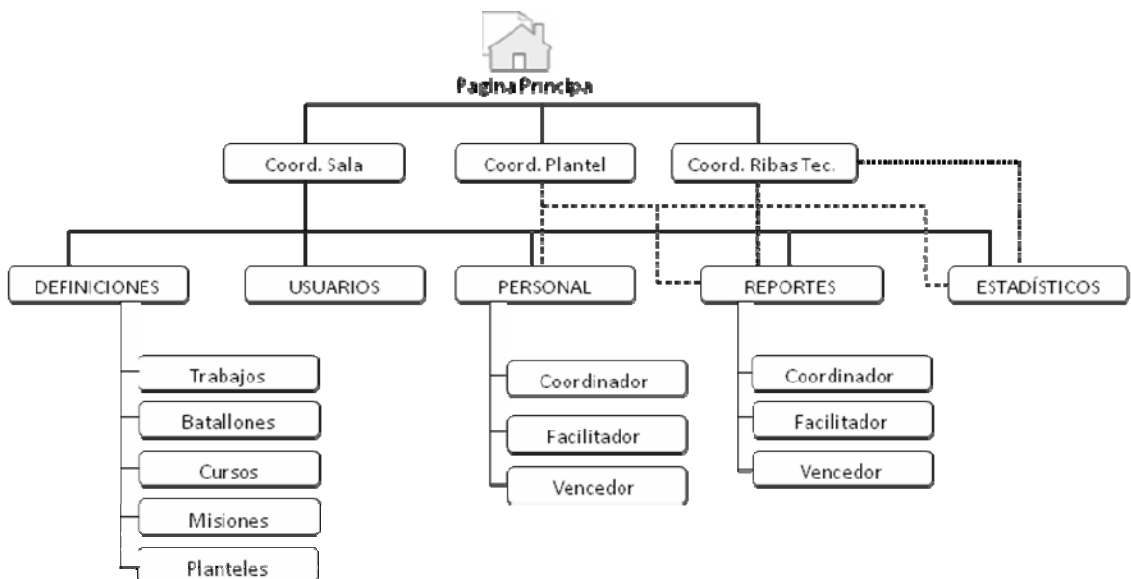 Pagina Principa
Coord. Sala
Coord. Plantel
Coord. Ribas Tec.
DEFINICIONES
USUARIOS
PERSONAL
REPORTES
ESTADÍSTICOS
Trabajos
Batallones
Cursos
Misiones
Planteles
Coordinador
Facilitador
Vencedor
Coordinador
Facilitador
Vencedor